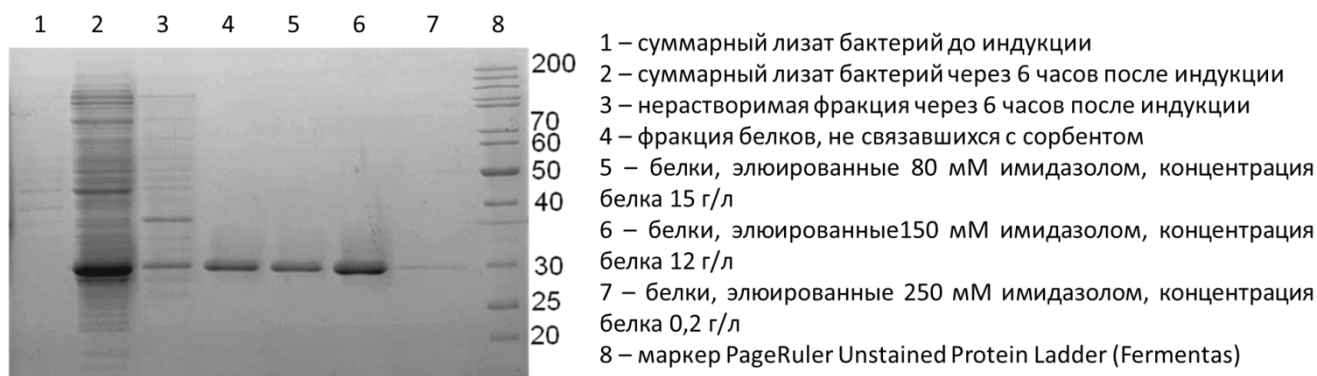 1 2 3 4 5 6 7 8
200
70
60
50
40
30
25
20
1 – суммарный лизат бактерий до индукции
2 – суммарный лизат бактерий через 6 часов после индукции
3 – нерастворимая фракция через 6 часов после индукции
4 – фракция белков, не связавшихся с сорбентом
5 – белки, элюированные 80 мМ имидазолом, концентрация
белка 15 г/л
6 – белки, элюированные150 мМ имидазолом, концентрация
белка 12 г/л
7 – белки, элюированные 250 мМ имидазолом, концентрация
белка 0,2 г/л
8 – маркер PageRuler Unstained Protein Ladder (Fermentas)